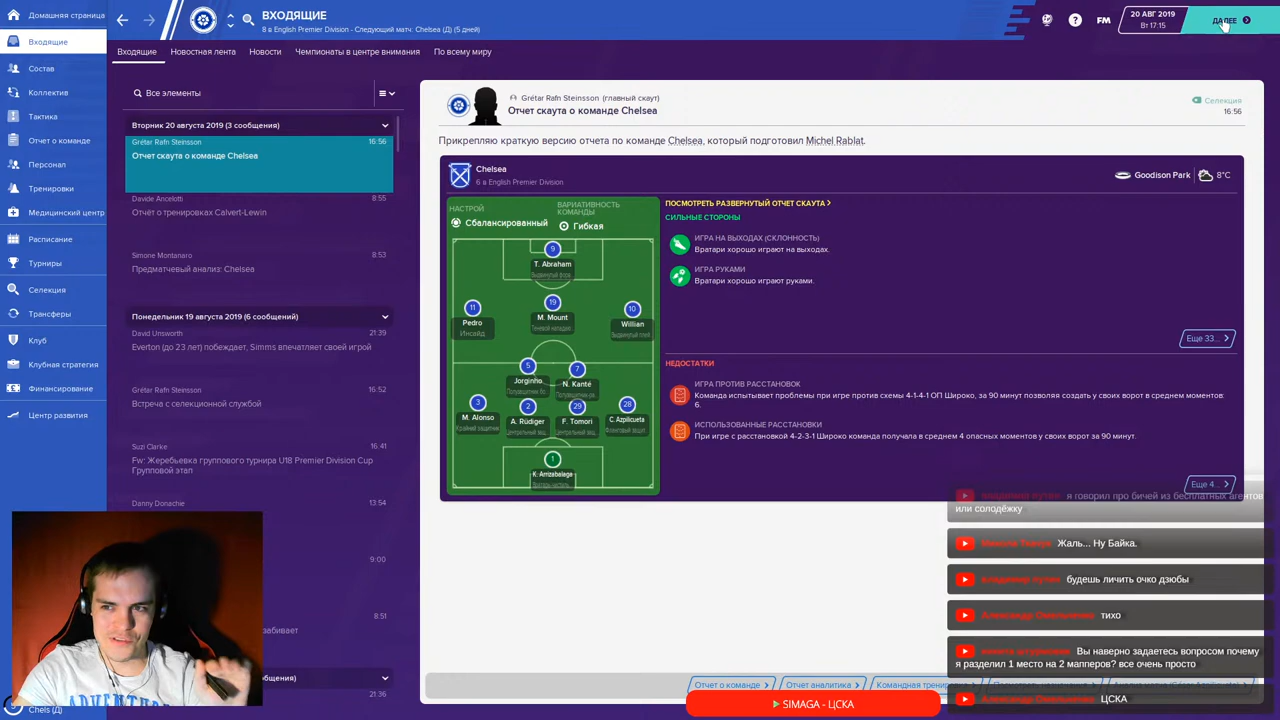 Домашняя страница
Входящие
Состав
Коллектив
Тактика
Отчет о команде
Персонал
Тренировки
Медицинский центр
Расписание
Турниры
Селекция
Трансферы
Клуб
Клубная стратегия
Финансирование
Центр развития
ВХОДЯЩИЕ
8 в English Premier Division - Следующий матч: Chelsea (Д) (5 дней)
FM
20 АВГ 2019
Вт 17:15
ДАЛЕЕ
Входящие Новостная лента Новости Чемпионаты в центре внимания По всему миру
Все элементы
Вторник 20 августа 2019 (3 сообщения)
Grétar Rafn Steinsson 16:56
Отчет скаута о команде Chelsea
Davide Ancelotti 8:55
Отчёт о тренировках Calvert-Lewin
Simone Montanaro 8:53
Предматчевый анализ: Chelsea
Понедельник 19 августа 2019 (6 сообщений)
David Unsworth 21:39
Everton (до 23 лет) побеждает, Simms впечатляет своей игрой
Grétar Rafn Steinsson 16:52
Встреча с селекционной службой
Suzi Clarke 16:41
Fw: Жеребьевка группового турнира U18 Premier Division Cup
Групповой этап
Danny Donachie 13:54
9:00
8:51
забивает
21:36
Grétar Rafn Steinsson (главный скаут)
Отчет скаута о команде Chelsea
Селекция
16:56
Прикрепляю краткую версию отчета по команде Chelsea, который подготовил Michel Rablat.
Chelsea
6 в English Premier Division
Goodison Park 8°C
НАСТРОЙ
Сбалансированный
ВАРИАТИВНОСТЬ
КОМАНДЫ
Гибкая
9
T. Abraham
11
Pedro
Инсайд
19
M. Mount
10
Willian
5
Jorginho
7
N. Kanté
3
M. Alonso
2
A. Rüdiger
29
F. Tomori
28
C. Azpilicueta
1
K. Arrizabalaga
ПОСМОТРЕТЬ РАЗВЕРНУТЫЙ ОТЧЕТ СКАУТА
СИЛЬНЫЕ СТОРОНЫ
ИГРА НА ВЫХОДАХ (СКЛОННОСТЬ)
Вратари хорошо играют на выходах.
ИГРА РУКАМИ
Вратари хорошо играют руками.
Еще 33...
НЕДОСТАТКИ
ИГРА ПРОТИВ РАССТАНОВОК
Команда испытывает проблемы при игре против схемы 4-1-4-1 ОП Широко, за 90 минут позволяя создать у своих ворот в среднем моментов:
6.
ИСПОЛЬЗОВАННЫЕ РАССТАНОВКИ
При игре с расстановкой 4-2-3-1 Широко команда получала в среднем 4 опасных моментов у своих ворот за 90 минут.
Еще 4...
я говорил про бичей из бесплатных агентов
или солодёжку
Жаль... Ну Байка.
будешь личить очко дзюбы
тихо
Вы наверно задаетесь вопросом почему
я разделил 1 место на 2 мапперов? все очень просто
ЦСКА
Отчет о команде Отчет аналитика Командная тренировка
SIMAGA - ЦСКА
Chels (Д)